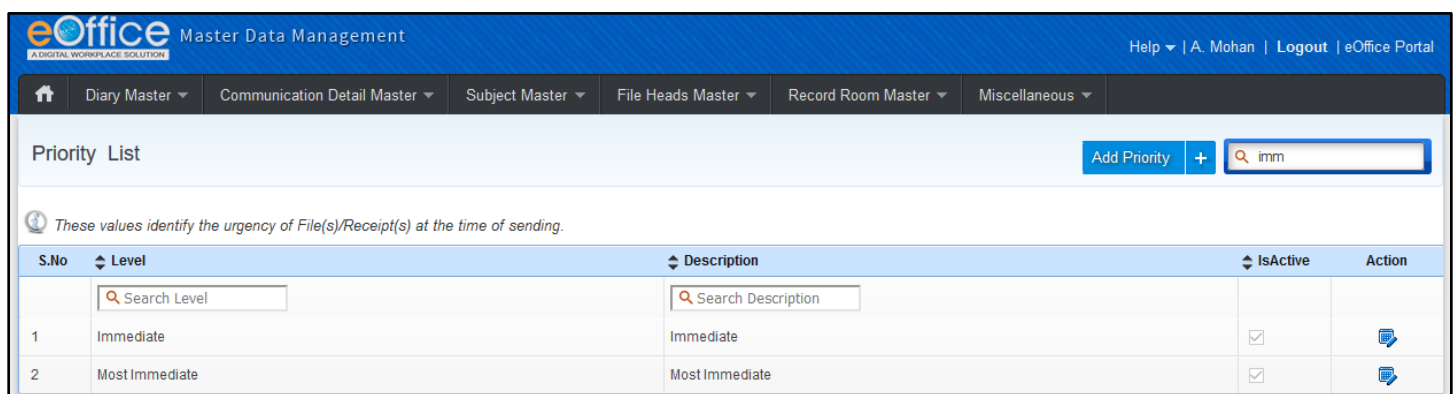 eOffice Master Data Management
A DIGITAL WORKPLACE SOLUTION
Help | A. Mohan | Logout | eOffice Portal
Diary Master Communication Detail Master Subject Master File Heads Master Record Room Master Miscellaneous
Priority List Add Priority + imm
These values identify the urgency of File(s)/Receipt(s) at the time of sending.
S.No Level Description IsActive Action
Search Level Search Description
1 Immediate Immediate
2 Most Immediate Most Immediate